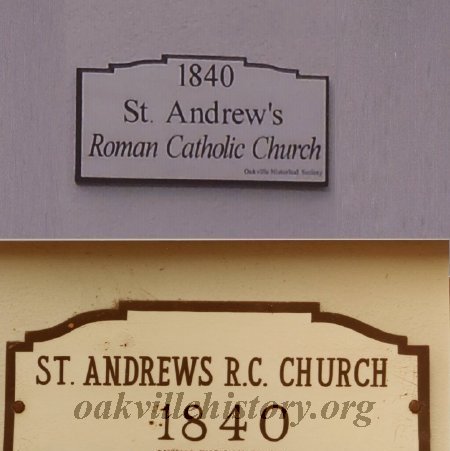 1840
St. Andrew's
Roman Catholic Church
Oakville Historical Society
ST. ANDREWS R.C. CHURCH
oakvillehistory.org
1840